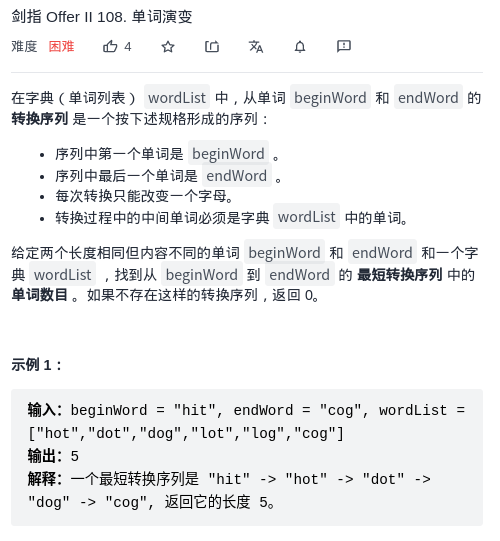 剑指 Offer II 108. 单词演变
难度 困难 4
在字典（单词列表） wordList 中，从单词 beginWord 和 endWord 的
转换序列 是一个按下述规格形成的序列：
• 序列中第一个单词是 beginWord 。
• 序列中最后一个单词是 endWord 。
• 每次转换只能改变一个字母。
• 转换过程中的中间单词必须是字典 wordList 中的单词。
给定两个长度相同但内容不同的单词 beginWord 和 endWord 和一个字
典 wordList ，找到从 beginWord 到 endWord 的 最短转换序列 中的
单词数目 。如果不存在这样的转换序列，返回 0。
示例 1：
输入：beginWord = "hit", endWord = "cog", wordList =
["hot","dot","dog","lot","log","cog"]
输出：5
解释：一个最短转换序列是 "hit" -> "hot" -> "dot" ->
"dog" -> "cog", 返回它的长度 5。